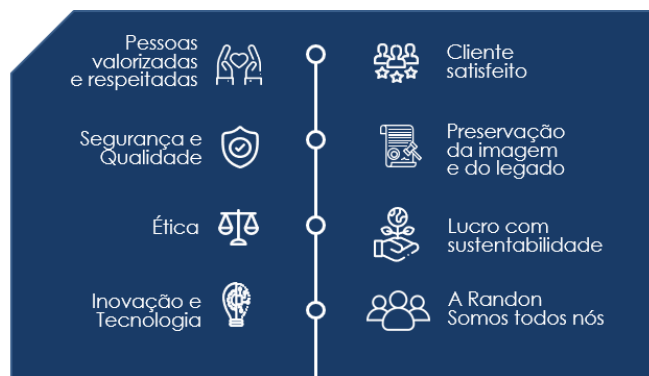 Pessoas
valorizadas
e respeitadas
Cliente
satisfeito
Segurança e
Qualidade
Preservação
da imagem
e do legado
Ética
Lucro com
sustentabilidade
Inovação e
Tecnologia
A Randon
Somos todos nós